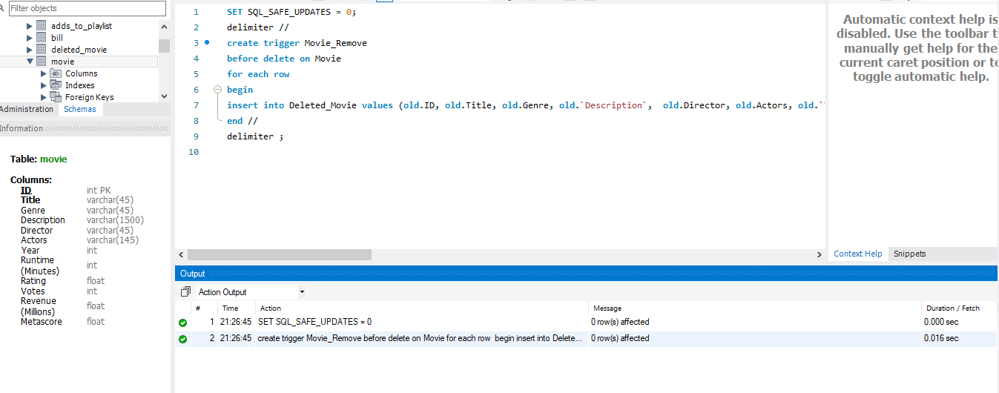 Filter objects
adds_to_playlist
bill
deleted_movie
movie
Columns
Indexes
Foreign Keys
Administration Schemas
Information
Table: movie
Columns:
ID int PK
Title varchar(45)
Genre varchar(45)
Description varchar(1500)
Director varchar(45)
Actors varchar(145)
Year int
Runtime
(Minutes) int
Rating float
Votes int
Revenue
(Millions) float
Metascore float
1 SET SQL_SAFE_UPDATES = 0;
2 delimiter //
3 create trigger Movie_Remove
4 before delete on Movie
5 for each row
6 begin
7 insert into Deleted_Movie values (old.ID, old.Title, old.Genre, old.`Description`,  old.Director, old.Actors, old.`
8 end //
9 delimiter ;
10
Automatic context help is
disabled. Use the toolbar t
manually get help for the
current caret position or to
toggle automatic help.
Context Help Snippets
Output
Action Output
# Time Action Message Duration / Fetch
1 21:26:45 SET SQL_SAFE_UPDATES = 0 0 row(s) affected 0.000 sec
2 21:26:45 create trigger Movie_Remove before delete on Movie for each row  begin insert into Delete... 0 row(s) affected 0.016 sec